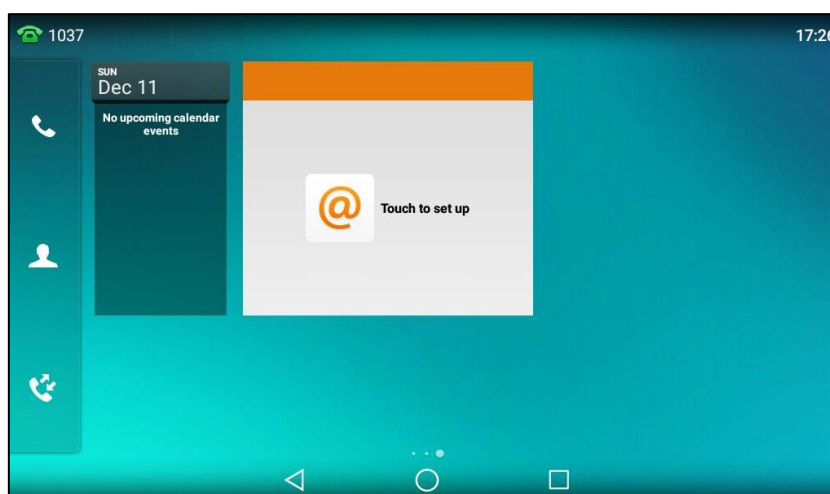 1037
17:26
SUN
Dec 11
No upcoming calendar
events
@
Touch to set up